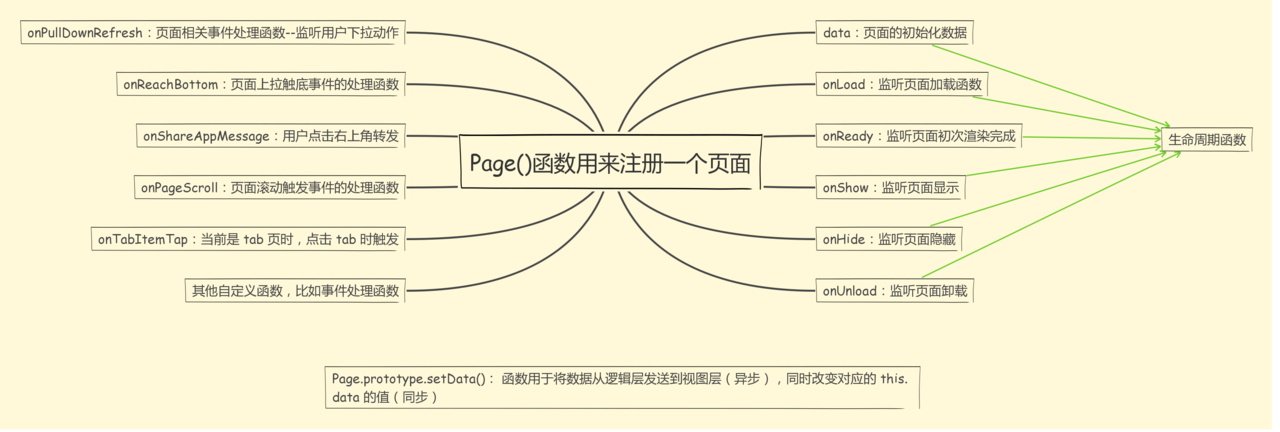 onPullDownRefresh：页面相关事件处理函数--监听用户下拉动作
onReachBottom：页面上拉触底事件的处理函数
onShareAppMessage：用户点击右上角转发
onPageScroll：页面滚动触发事件的处理函数
onTabItemTap：当前是 tab 页时，点击 tab 时触发
其他自定义函数，比如事件处理函数
Page()函数用来注册一个页面
data：页面的初始化数据
onLoad：监听页面加载函数
onReady：监听页面初次渲染完成
onShow：监听页面显示
onHide：监听页面隐藏
onUnload：监听页面卸载
生命周期函数
Page.prototype.setData()： 函数用于将数据从逻辑层发送到视图层（异步），同时改变对应的 this.
data 的值（同步）